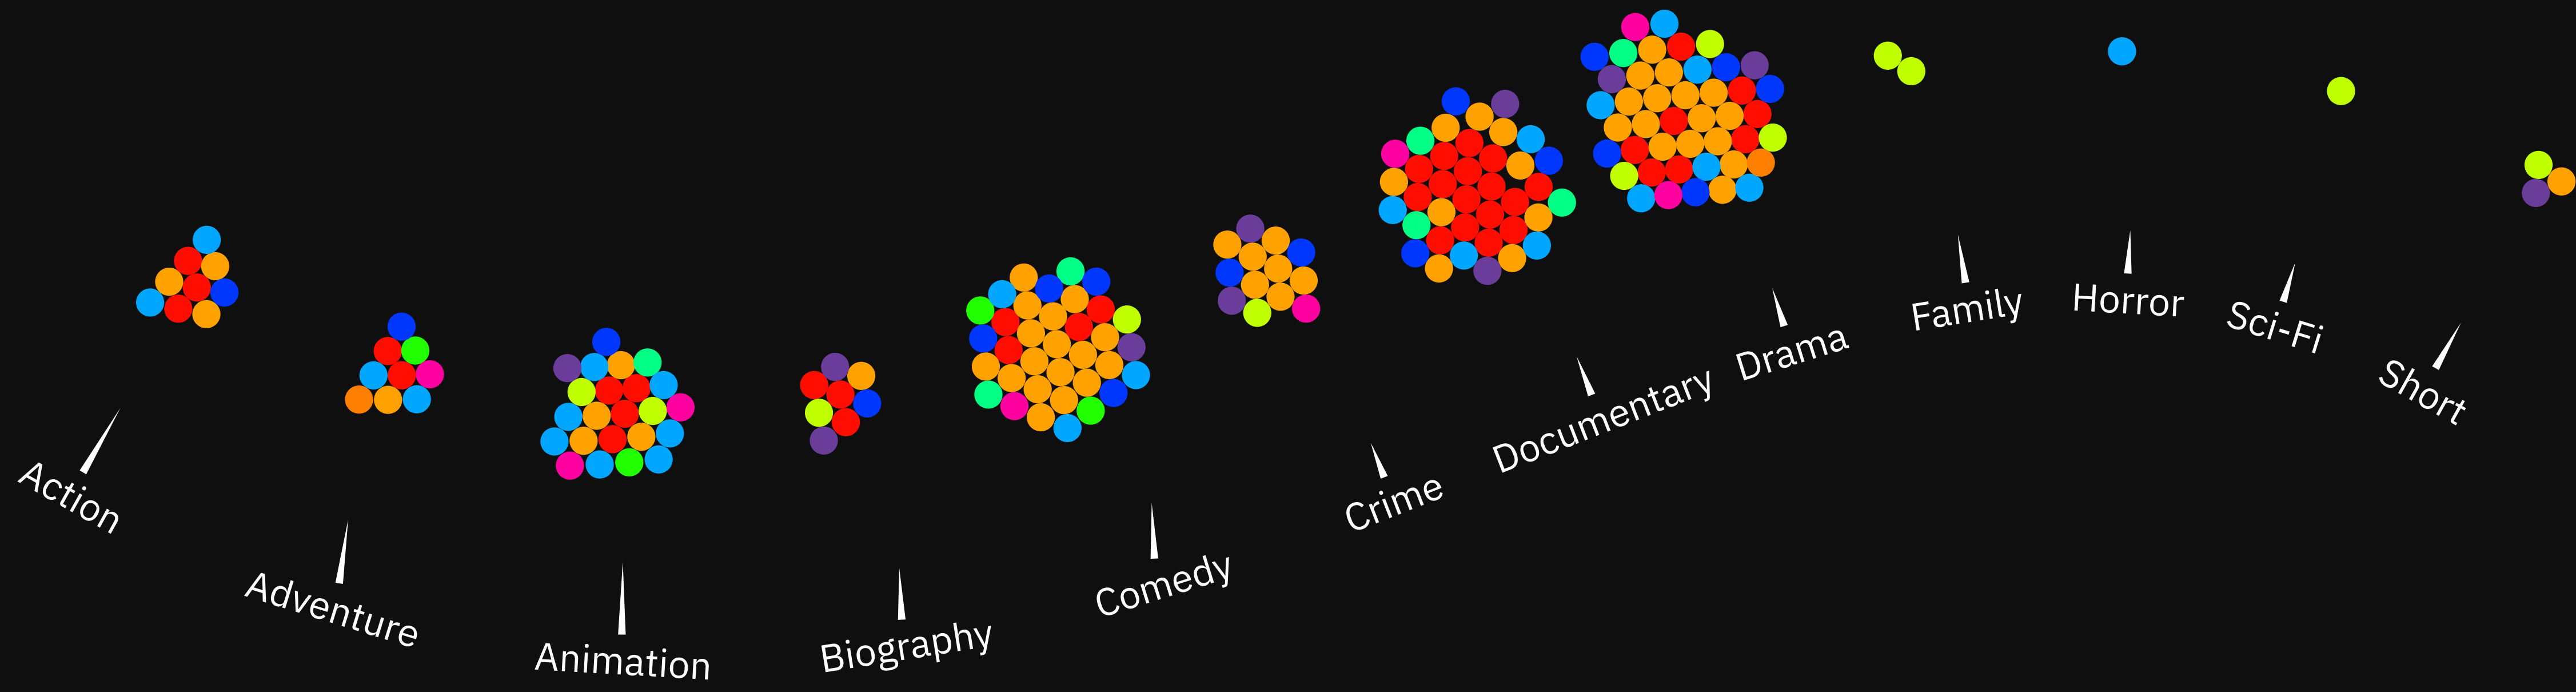 Action
Adventure
Animation
Biography
Comedy
Crime
Documentary
Drama
Family
Horror
Sci-Fi
Short